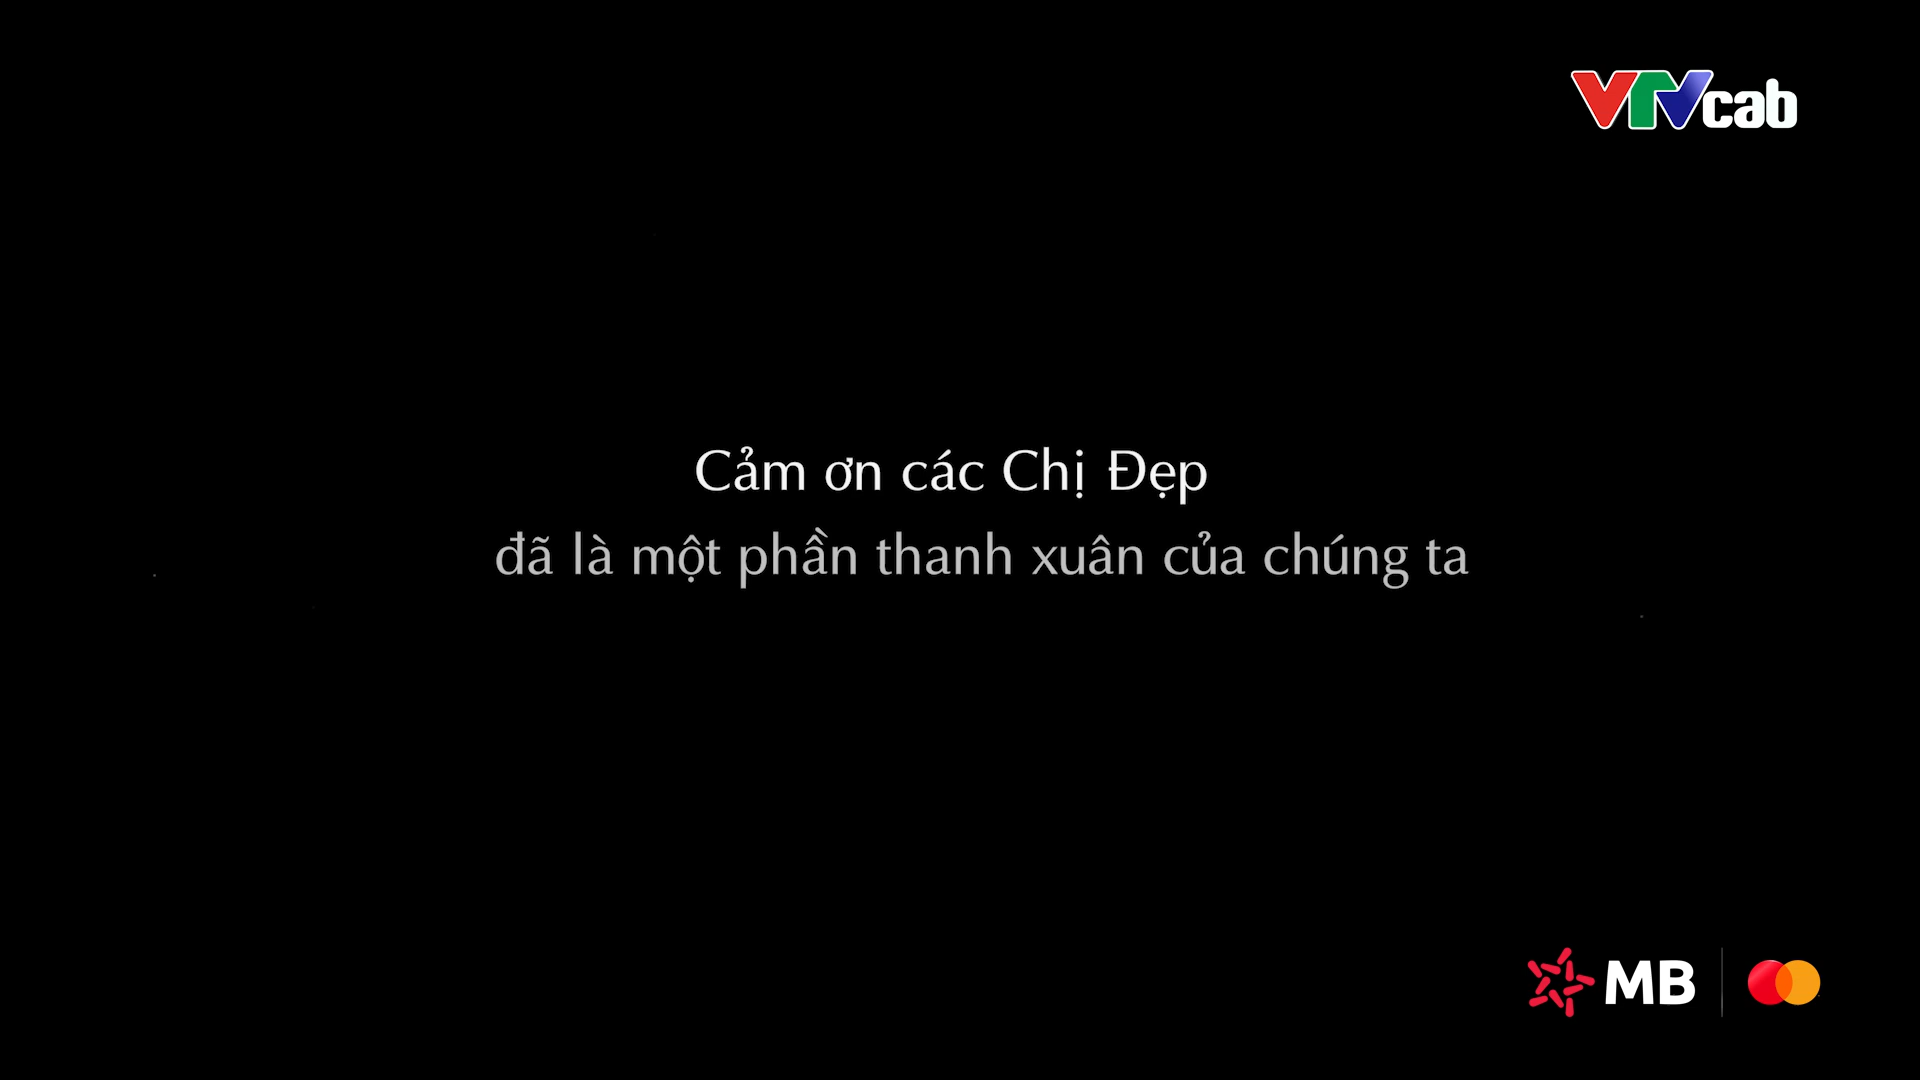 VTVcab
Cảm ơn các Chị Đẹp
đã là một phần thanh xuân của chúng ta
MB